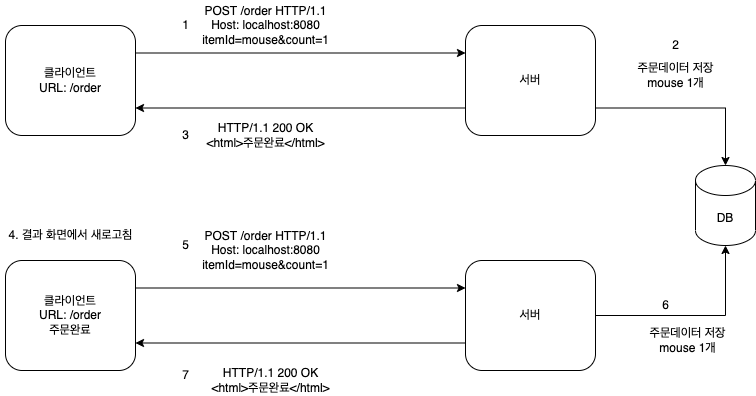 1
POST /order HTTP/1.1
Host: localhost:8080
itemId=mouse&count=1
클라이언트
URL: /order
서버
2
주문데이터 저장
mouse 1개
3
HTTP/1.1 200 OK
<html>주문완료</html>
DB
4. 결과 화면에서 새로고침
5
POST /order HTTP/1.1
Host: localhost:8080
itemId=mouse&count=1
클라이언트
URL: /order
주문완료
서버
6
주문데이터 저장
mouse 1개
7
HTTP/1.1 200 OK
<html>주문완료</html>